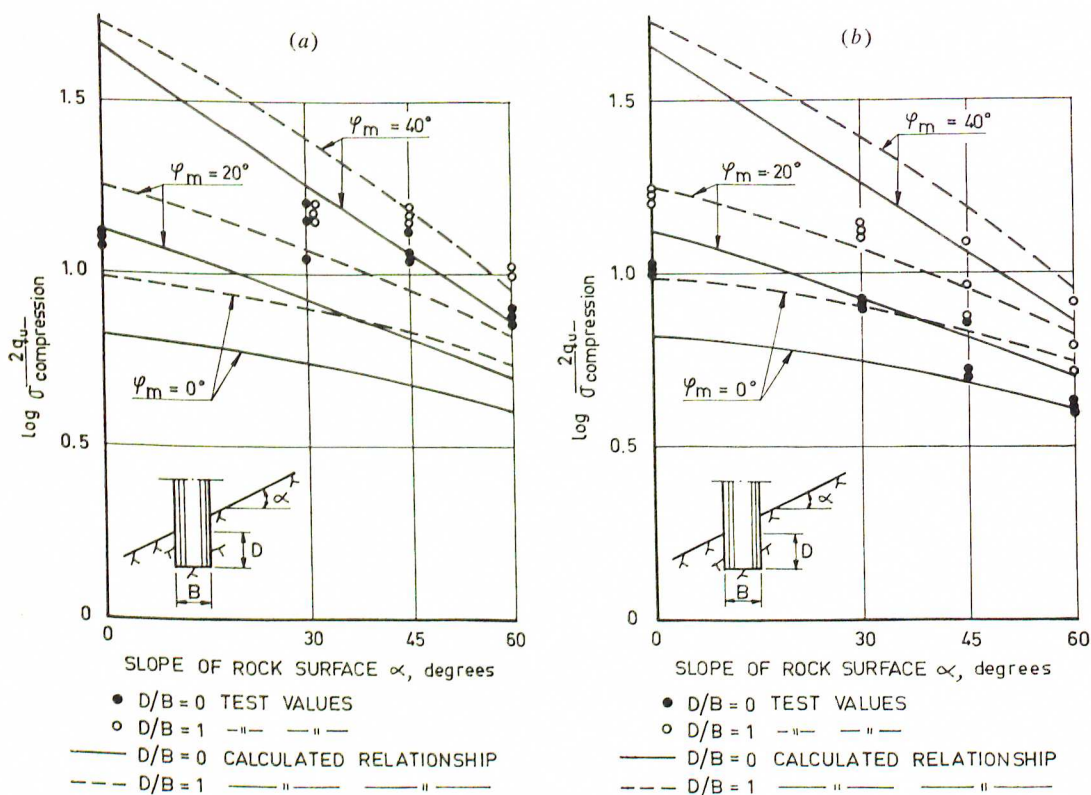 (a)
1.5
1.0
0.5
0
log 2qu / σ compression
φm = 40°
φm = 20°
φm = 0°
α
D
B
0 30 45 60
SLOPE OF ROCK SURFACE α, degrees
● D/B = 0 TEST VALUES
○ D/B = 1 —"— —"—
—— D/B = 0 CALCULATED RELATIONSHIP
--- D/B = 1 ——"—— ——"——
(b)
1.5
1.0
0.5
0
log 2qu / σ compression
φm = 40°
φm = 20°
φm = 0°
α
D
B
0 30 45 60
SLOPE OF ROCK SURFACE α, degrees
● D/B = 0 TEST VALUES
○ D/B = 1 —"— —"—
—— D/B = 0 CALCULATED RELATIONSHIP
--- D/B = 1 ——"—— ——"——